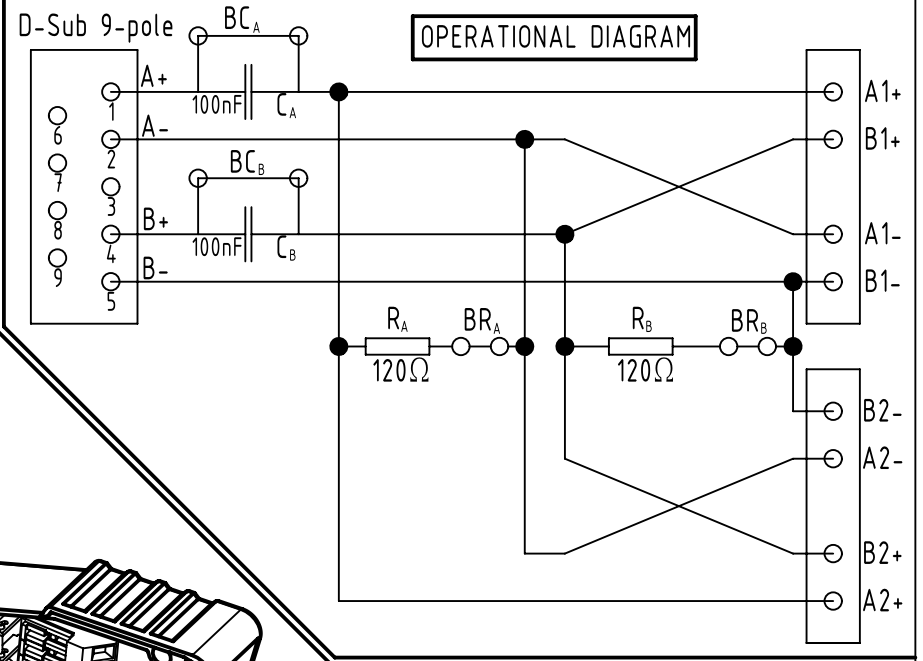 D-Sub 9-pole
BC_A
OPERATIONAL DIAGRAM
A+
100nF
C_A
A1+
1
6
A-
B1+
2
BC_B
7
3
B+
A1-
8
4
100nF
C_B
B-
B1-
9
5
R_A
BR_A
R_B
BR_B
120Ω
120Ω
B2-
A2-
B2+
A2+